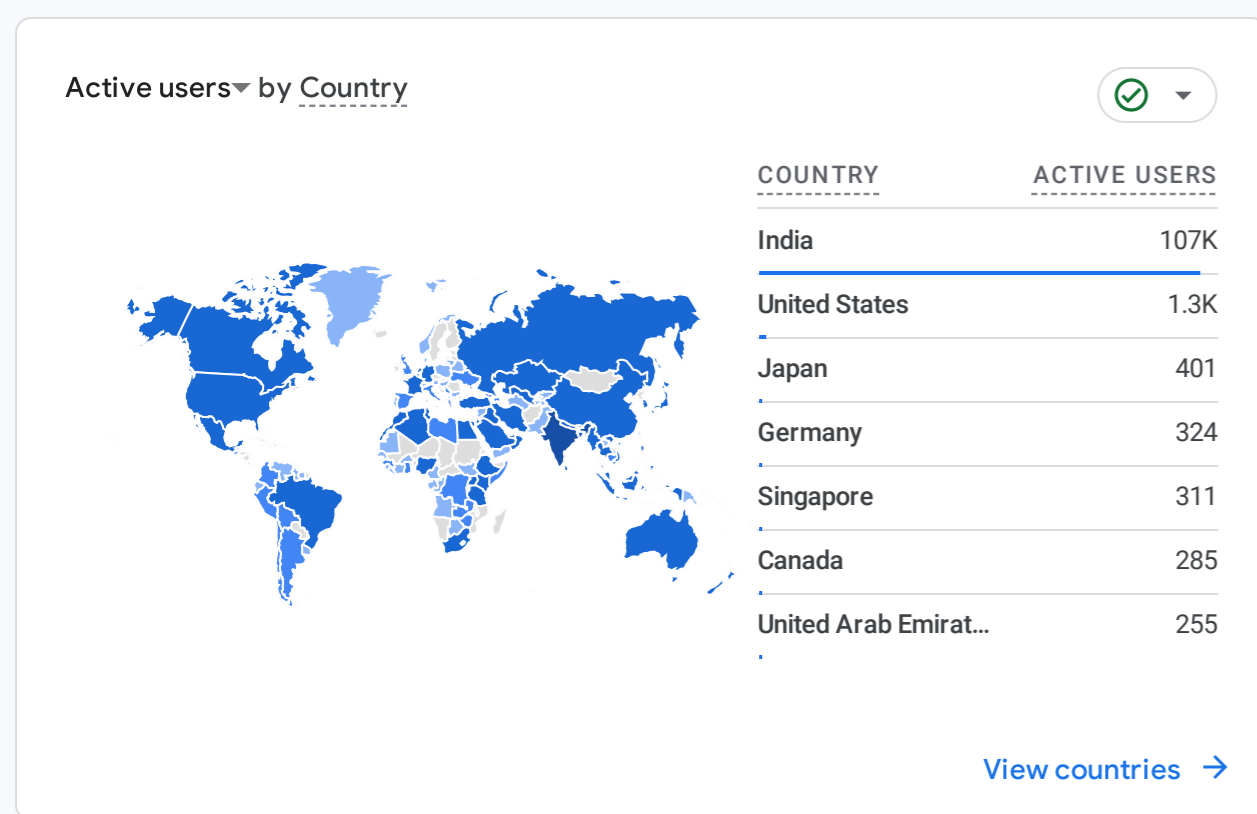 Active users by Country
COUNTRY ACTIVE USERS
India 107K
United States 1.3K
Japan 401
Germany 324
Singapore 311
Canada 285
United Arab Emirat... 255
View countries